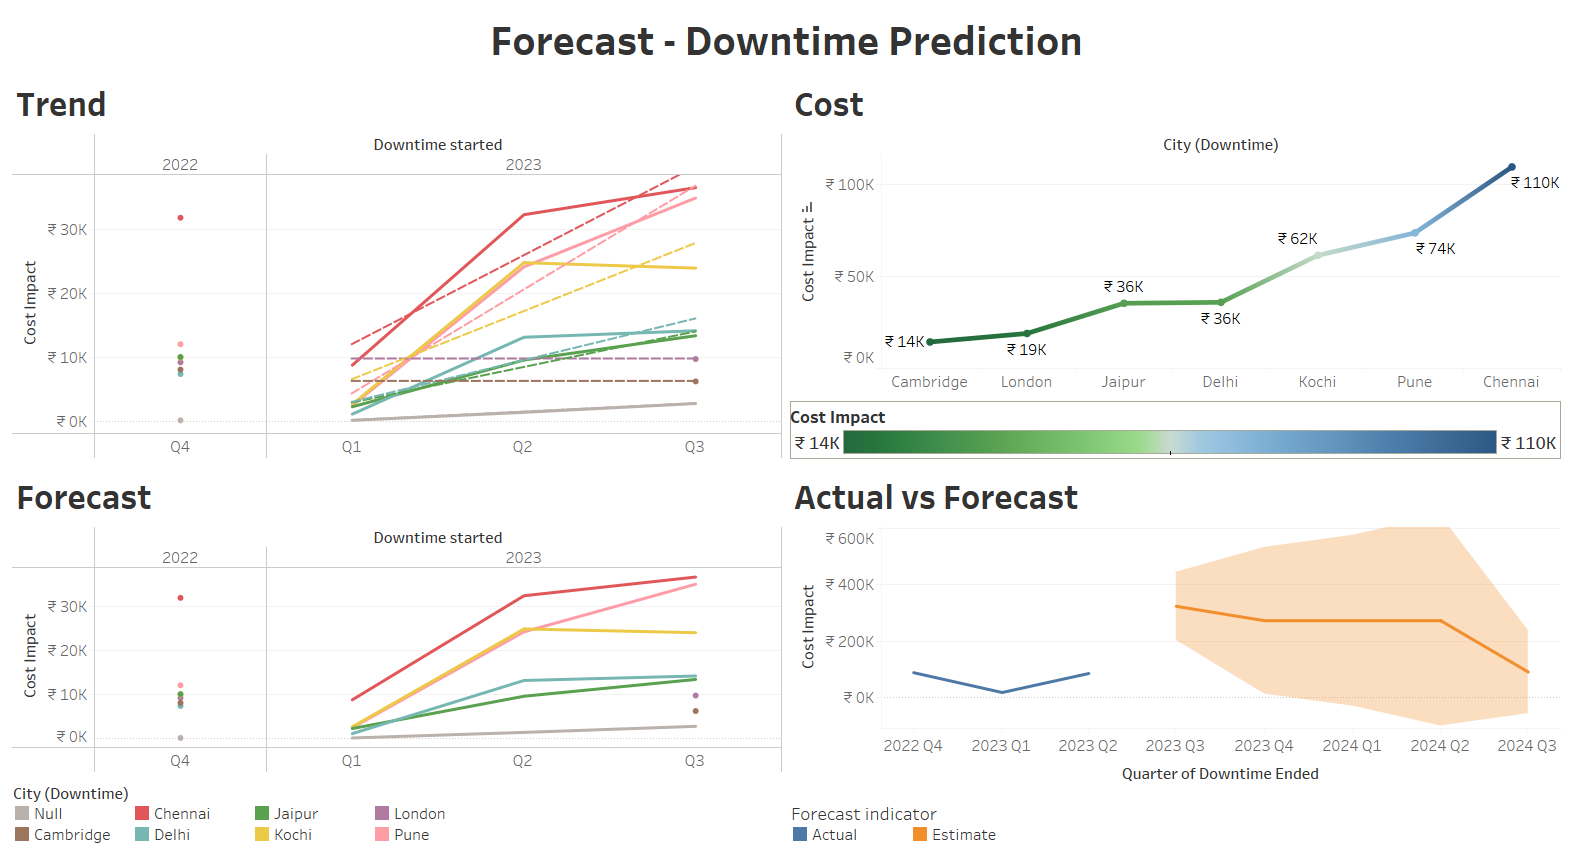 Forecast - Downtime Prediction
Trend
Downtime started
2022 2023
Cost Impact
₹ 30K
₹ 20K
₹ 10K
₹ 0K
Q4 Q1 Q2 Q3
Cost
City (Downtime)
Cost Impact
₹ 100K
₹ 50K
₹ 0K
₹ 14K
₹ 19K
₹ 36K
₹ 36K
₹ 62K
₹ 74K
₹ 110K
Cambridge London Jaipur Delhi Kochi Pune Chennai
Cost Impact
₹ 14K ₹ 110K
Forecast
Downtime started
2022 2023
Cost Impact
₹ 30K
₹ 20K
₹ 10K
₹ 0K
Q4 Q1 Q2 Q3
City (Downtime)
Null Chennai Jaipur London
Cambridge Delhi Kochi Pune
Actual vs Forecast
Cost Impact
₹ 600K
₹ 400K
₹ 200K
₹ 0K
2022 Q4 2023 Q1 2023 Q2 2023 Q3 2023 Q4 2024 Q1 2024 Q2 2024 Q3
Quarter of Downtime Ended
Forecast indicator
Actual Estimate